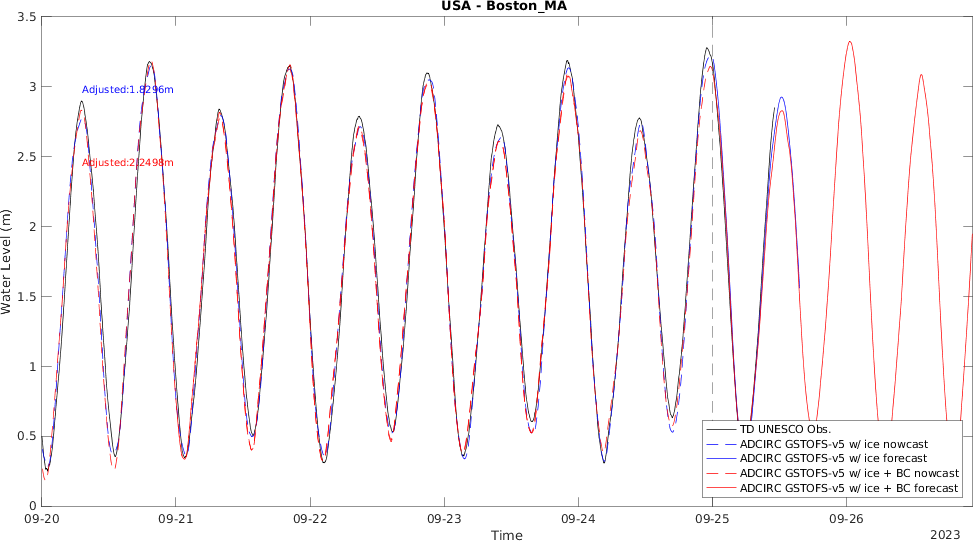 USA - Boston_MA
3.5
3
2.5
2
1.5
1
0.5
0
Water Level (m)
Adjusted:1.8296m
Adjusted:2.2498m
TD UNESCO Obs.
ADCIRC GSTOFS-v5 w/ ice nowcast
ADCIRC GSTOFS-v5 w/ ice forecast
ADCIRC GSTOFS-v5 w/ ice + BC nowcast
ADCIRC GSTOFS-v5 w/ ice + BC forecast
09-20 09-21 09-22 09-23 09-24 09-25 09-26
Time
2023